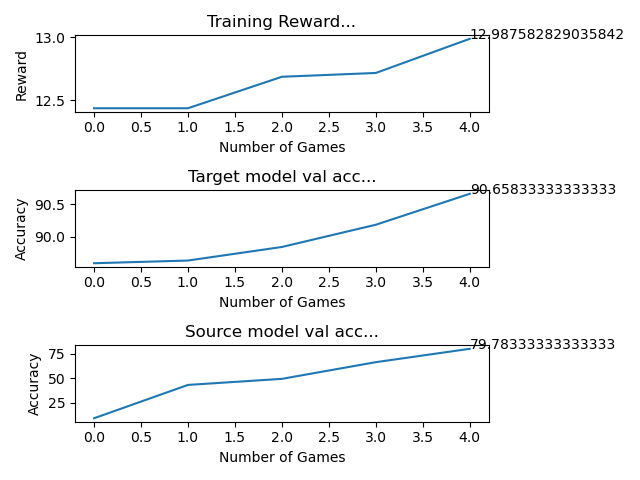 Training Reward...
12.987582829035842
13.0
12.5
Reward
0.0 0.5 1.0 1.5 2.0 2.5 3.0 3.5 4.0
Number of Games
Target model val acc...
90.65833333333333
90.5
90.0
Accuracy
0.0 0.5 1.0 1.5 2.0 2.5 3.0 3.5 4.0
Number of Games
Source model val acc...
79.78333333333333
75
50
25
Accuracy
0.0 0.5 1.0 1.5 2.0 2.5 3.0 3.5 4.0
Number of Games